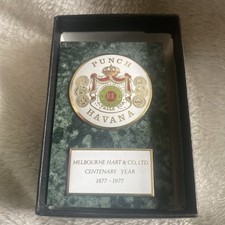 PUNCH
HAVANA
MELBOURNE HART & CO. LTD.
CENTENARY YEAR
1877 - 1977